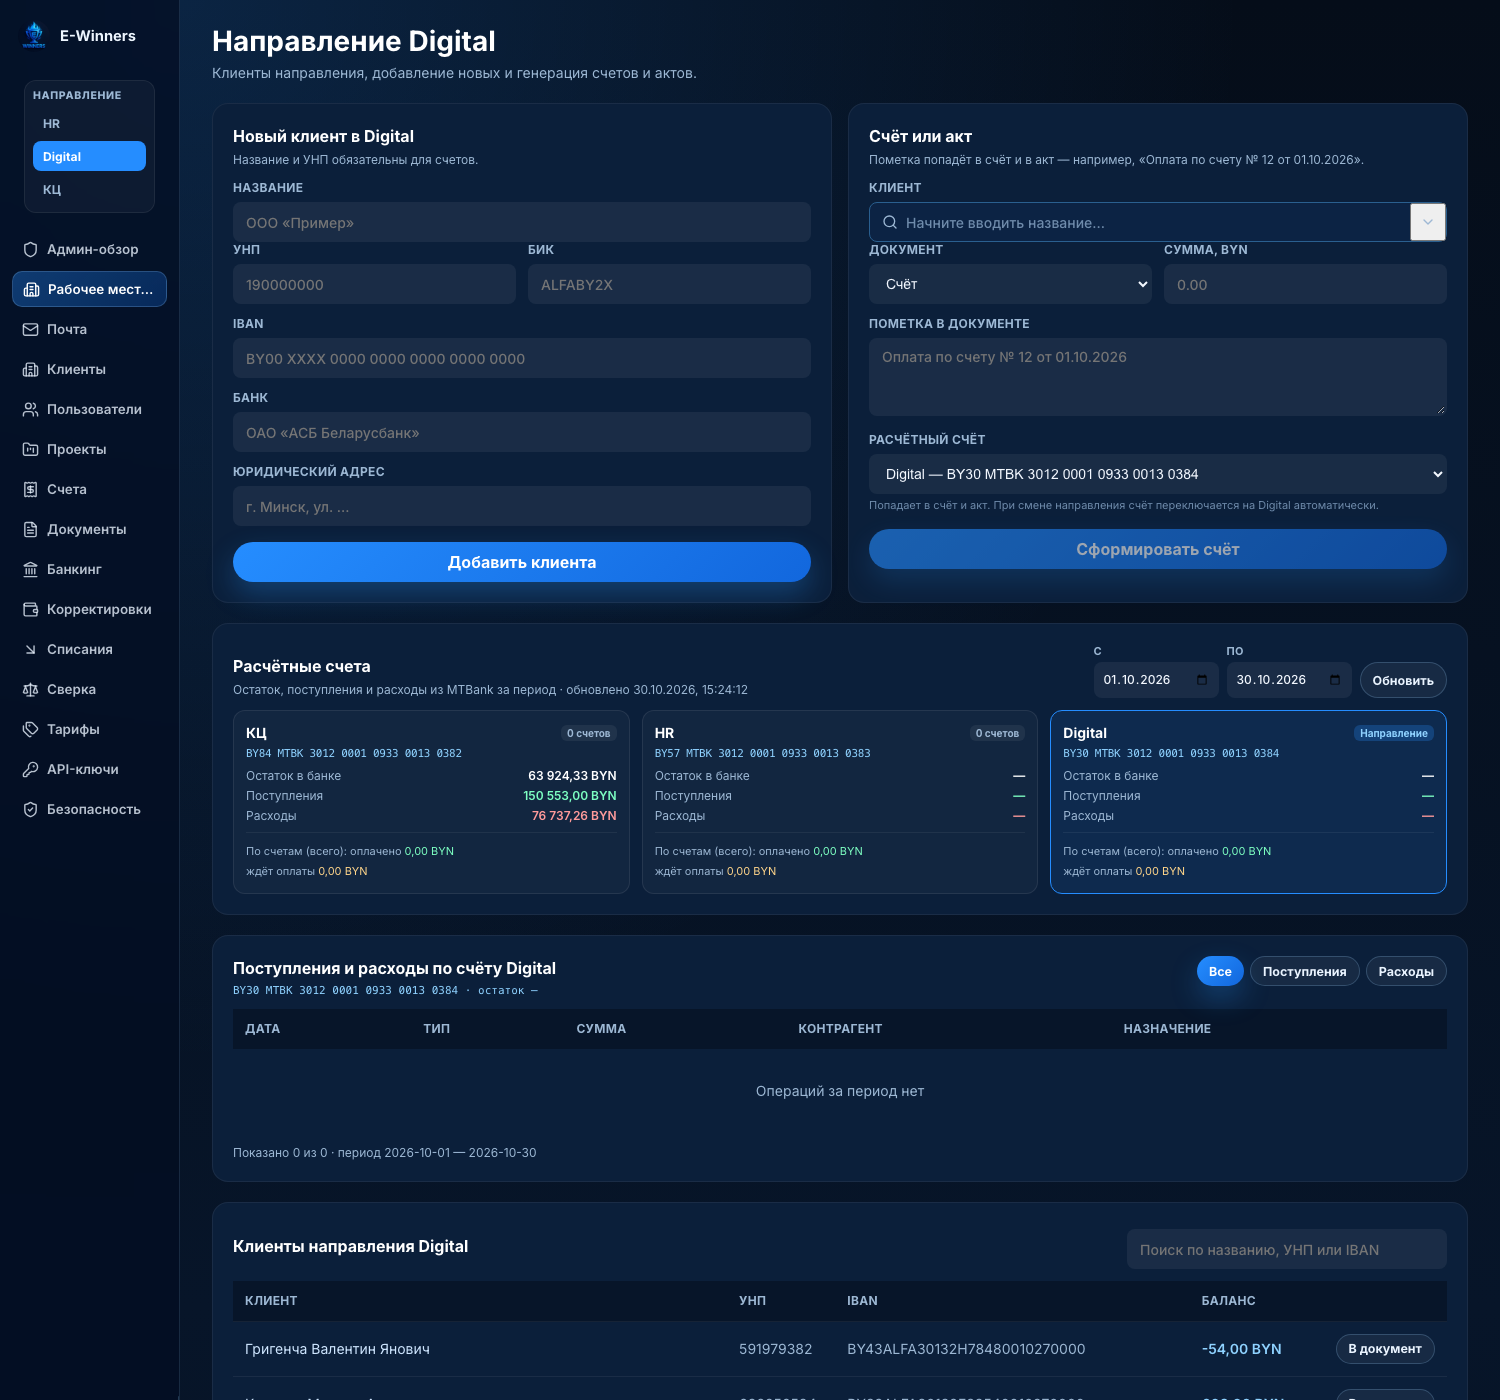 E-Winners
НАПРАВЛЕНИЕ
HR
Digital
КЦ
Админ-обзор
Рабочее мест...
Почта
Клиенты
Пользователи
Проекты
Счета
Документы
Банкинг
Корректировки
Списания
Сверка
Тарифы
API-ключи
Безопасность
Направление Digital
Клиенты направления, добавление новых и генерация счетов и актов.
Новый клиент в Digital
Название и УНП обязательны для счетов.
НАЗВАНИЕ
ООО «Пример»
УНП
БИК
190000000
ALFABY2X
IBAN
BY00 XXXX 0000 0000 0000 0000 0000
БАНК
ОАО «АСБ Беларусбанк»
ЮРИДИЧЕСКИЙ АДРЕС
г. Минск, ул. ...
Добавить клиента
Счёт или акт
Пометка попадёт в счёт и в акт — например, «Оплата по счету № 12 от 01.10.2026».
КЛИЕНТ
Начните вводить название...
ДОКУМЕНТ
СУММА, BYN
Счёт
0.00
ПОМЕТКА В ДОКУМЕНТЕ
Оплата по счету № 12 от 01.10.2026
РАСЧЁТНЫЙ СЧЁТ
Digital — BY30 MTBK 3012 0001 0933 0013 0384
Попадает в счёт и акт. При смене направления счёт переключается на Digital автоматически.
Сформировать счёт
Расчётные счета
Остаток, поступления и расходы из MTBank за период · обновлено 30.10.2026, 15:24:12
С
ПО
01.10.2026
30.10.2026
Обновить
КЦ
0 счетов
BY84 MTBK 3012 0001 0933 0013 0382
Остаток в банке
63 924,33 BYN
Поступления
150 553,00 BYN
Расходы
76 737,26 BYN
По счетам (всего): оплачено 0,00 BYN
ждёт оплаты 0,00 BYN
HR
0 счетов
BY57 MTBK 3012 0001 0933 0013 0383
Остаток в банке
—
Поступления
—
Расходы
—
По счетам (всего): оплачено 0,00 BYN
ждёт оплаты 0,00 BYN
Digital
Направление
BY30 MTBK 3012 0001 0933 0013 0384
Остаток в банке
—
Поступления
—
Расходы
—
По счетам (всего): оплачено 0,00 BYN
ждёт оплаты 0,00 BYN
Поступления и расходы по счёту Digital
BY30 MTBK 3012 0001 0933 0013 0384 · остаток —
Все
Поступления
Расходы
ДАТА
ТИП
СУММА
КОНТРАГЕНТ
НАЗНАЧЕНИЕ
Операций за период нет
Показано 0 из 0 · период 2026-10-01 — 2026-10-30
Клиенты направления Digital
Поиск по названию, УНП или IBAN
КЛИЕНТ
УНП
IBAN
БАЛАНС
Григенча Валентин Янович
591979382
BY43ALFA30132H78480010270000
-54,00 BYN
В документ